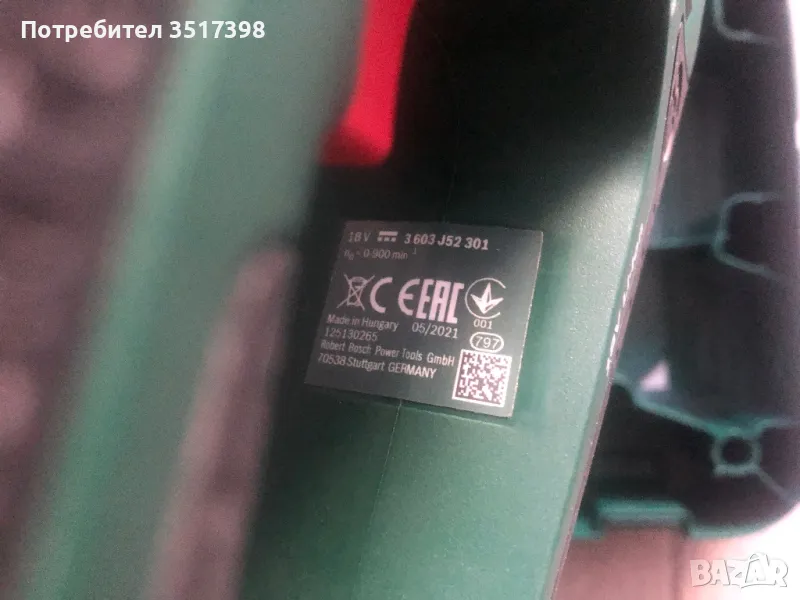 Потребител 3517398
18 V 3 603 J52 301
n₀ - 0-900 min⁻¹
CE EAC
001
Made in Hungary 05/2021
125130265 797
Robert Bosch Power Tools GmbH
70538 Stuttgart GERMANY
BAZAR